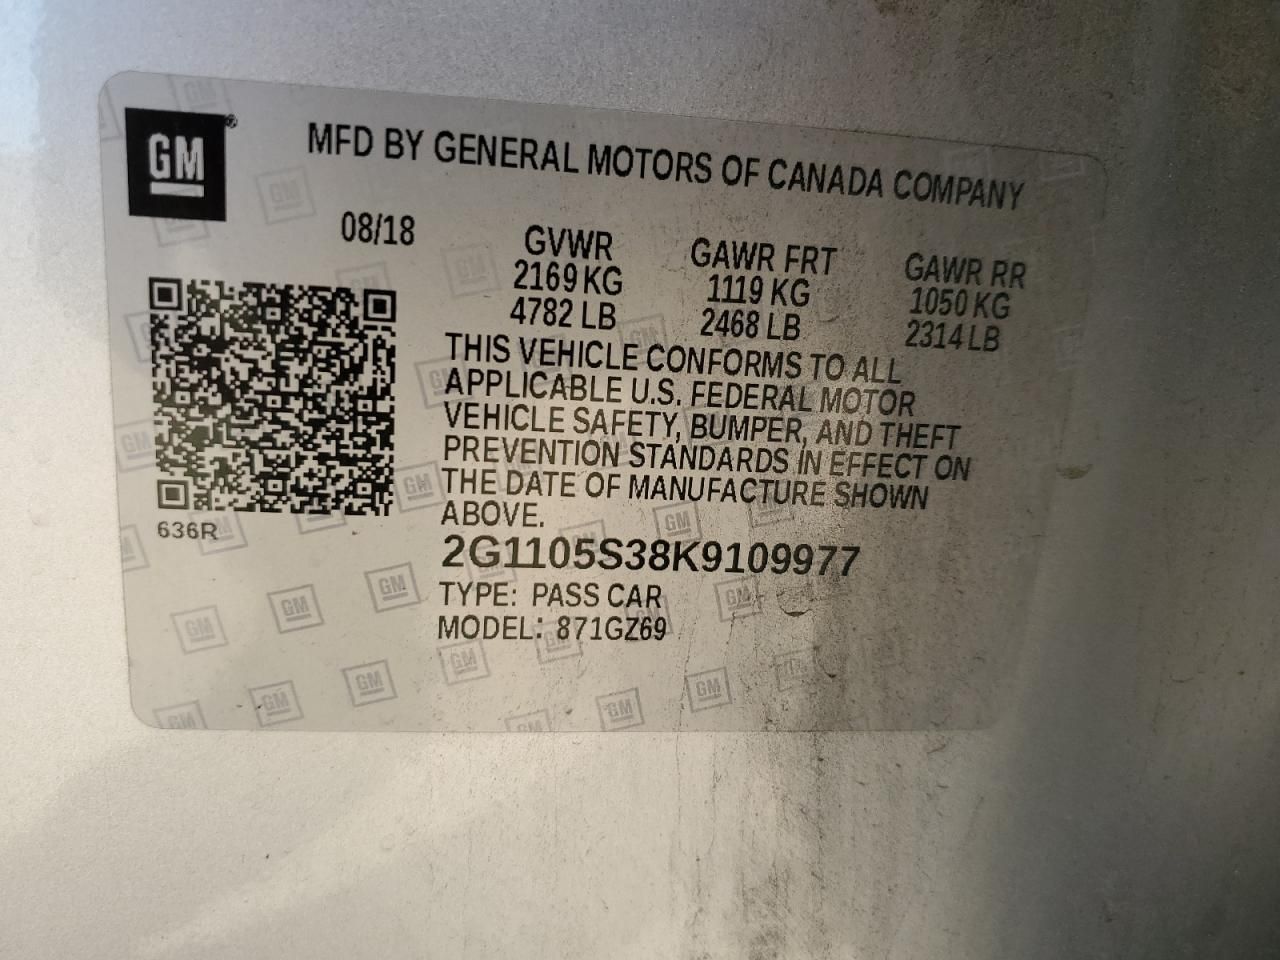 GM
MFD BY GENERAL MOTORS OF CANADA COMPANY
08/18
GVWR GAWR FRT GAWR RR
2169 KG 1119 KG 1050 KG
4782 LB 2468 LB 2314 LB
THIS VEHICLE CONFORMS TO ALL
APPLICABLE U.S. FEDERAL MOTOR
VEHICLE SAFETY, BUMPER, AND THEFT
PREVENTION STANDARDS IN EFFECT ON
THE DATE OF MANUFACTURE SHOWN
ABOVE.
636R
2G1105S38K9109977
TYPE: PASS CAR
MODEL: 871GZ69